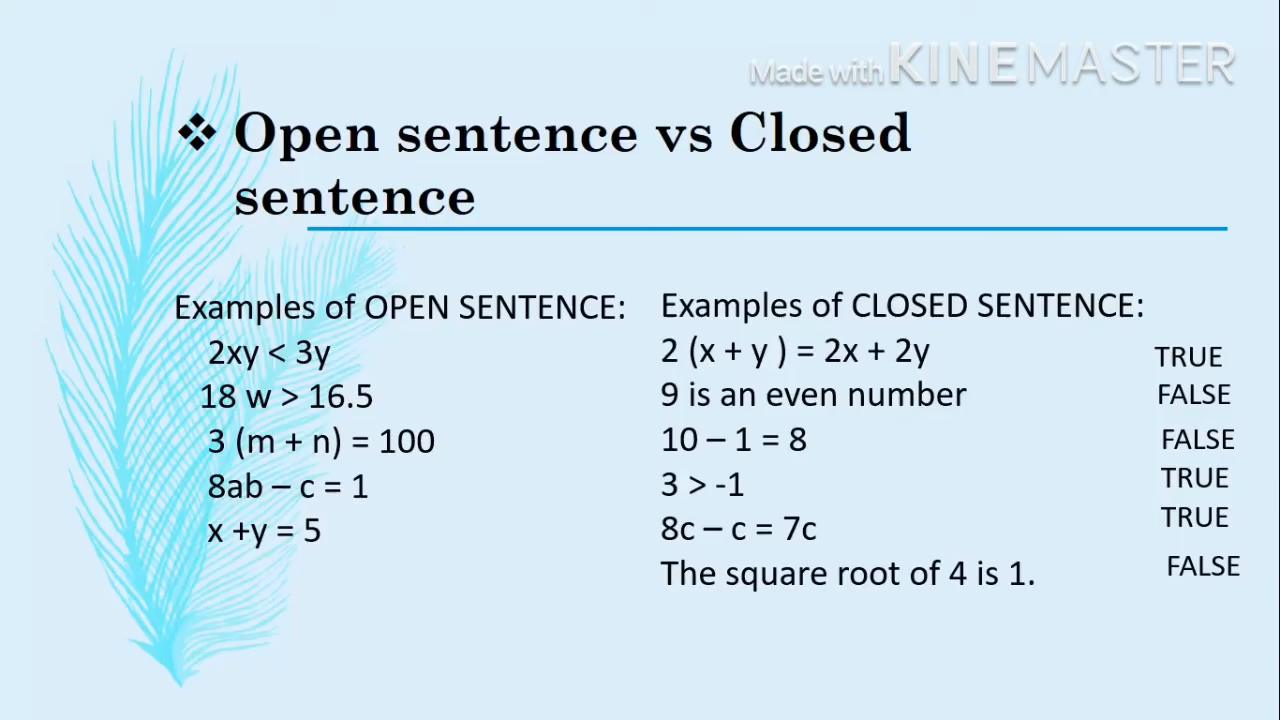 Made with KINEMASTER
❖ Open sentence vs Closed
sentence
Examples of OPEN SENTENCE:
2xy < 3y
18 w > 16.5
3 (m + n) = 100
8ab – c = 1
x +y = 5
Examples of CLOSED SENTENCE:
2 (x + y ) = 2x + 2y TRUE
9 is an even number FALSE
10 – 1 = 8 FALSE
3 > -1 TRUE
8c – c = 7c TRUE
The square root of 4 is 1. FALSE